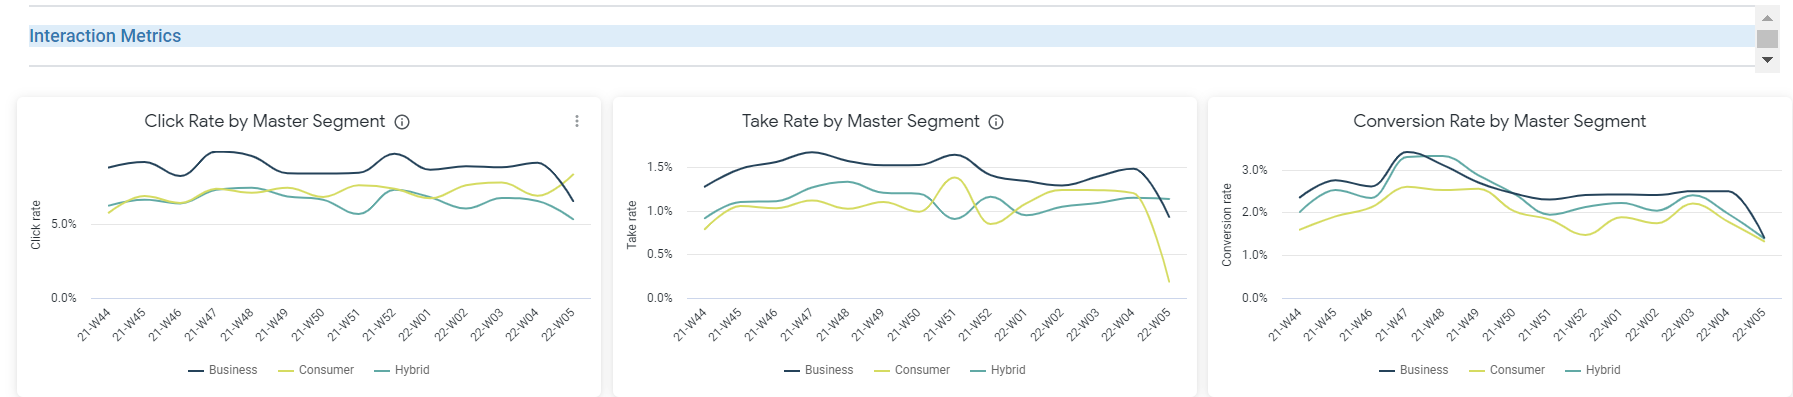 Interaction Metrics
Click Rate by Master Segment
Click rate
5.0%
0.0%
21-W44 21-W45 21-W46 21-W47 21-W48 21-W49 21-W50 21-W51 21-W52 22-W01 22-W02 22-W03 22-W04 22-W05
Business Consumer Hybrid
Take Rate by Master Segment
Take rate
1.5%
1.0%
0.5%
0.0%
21-W44 21-W45 21-W46 21-W47 21-W48 21-W49 21-W50 21-W51 21-W52 22-W01 22-W02 22-W03 22-W04 22-W05
Business Consumer Hybrid
Conversion Rate by Master Segment
Conversion rate
3.0%
2.0%
1.0%
0.0%
21-W44 21-W45 21-W46 21-W47 21-W48 21-W49 21-W50 21-W51 21-W52 22-W01 22-W02 22-W03 22-W04 22-W05
Business Consumer Hybrid